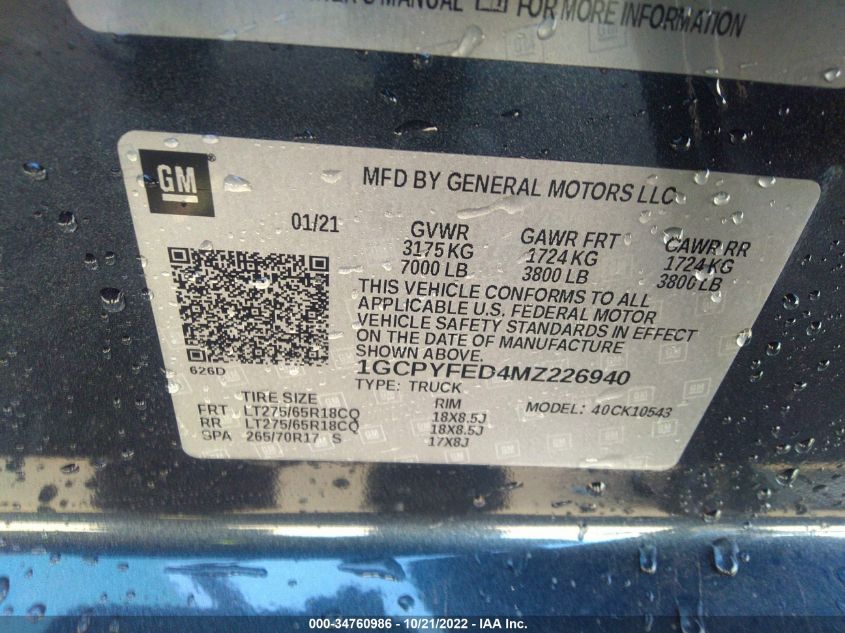 MANUAL FOR MORE INFORMATION
GM
MFD BY GENERAL MOTORS LLC
01/21
GVWR
3175 KG
7000 LB
GAWR FRT
1724 KG
3800 LB
GAWR RR
1724 KG
3800 LB
THIS VEHICLE CONFORMS TO ALL
APPLICABLE U.S. FEDERAL MOTOR
VEHICLE SAFETY STANDARDS IN EFFECT
ON THE DATE OF MANUFACTURE
SHOWN ABOVE.
626D
1GCPYFED4MZ226940
TYPE: TRUCK
MODEL: 40CK10543
TIRE SIZE
RIM
FRT LT275/65R18CQ 18X8.5J
RR LT275/65R18CQ 18X8.5J
SPA 265/70R17 S 17X8J
000-34760986 - 10/21/2022 - IAA Inc.